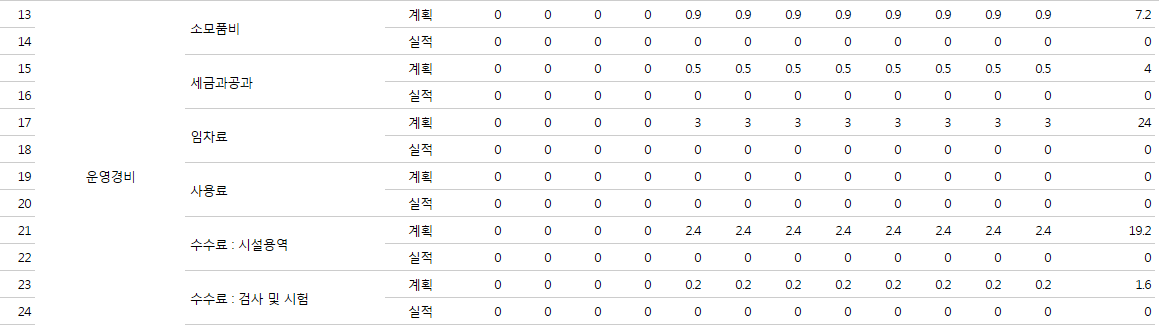 13 소모품비 계획 0 0 0 0 0.9 0.9 0.9 0.9 0.9 0.9 0.9 0.9 7.2
14 실적 0 0 0 0 0 0 0 0 0 0 0 0 0
15 세금과공과 계획 0 0 0 0 0.5 0.5 0.5 0.5 0.5 0.5 0.5 0.5 4
16 실적 0 0 0 0 0 0 0 0 0 0 0 0 0
17 임차료 계획 0 0 0 0 3 3 3 3 3 3 3 3 24
18 실적 0 0 0 0 0 0 0 0 0 0 0 0 0
19 운영경비 사용료 계획 0 0 0 0 0 0 0 0 0 0 0 0 0
20 실적 0 0 0 0 0 0 0 0 0 0 0 0 0
21 수수료 : 시설용역 계획 0 0 0 0 2.4 2.4 2.4 2.4 2.4 2.4 2.4 2.4 19.2
22 실적 0 0 0 0 0 0 0 0 0 0 0 0 0
23 수수료 : 검사 및 시험 계획 0 0 0 0 0.2 0.2 0.2 0.2 0.2 0.2 0.2 0.2 1.6
24 실적 0 0 0 0 0 0 0 0 0 0 0 0 0